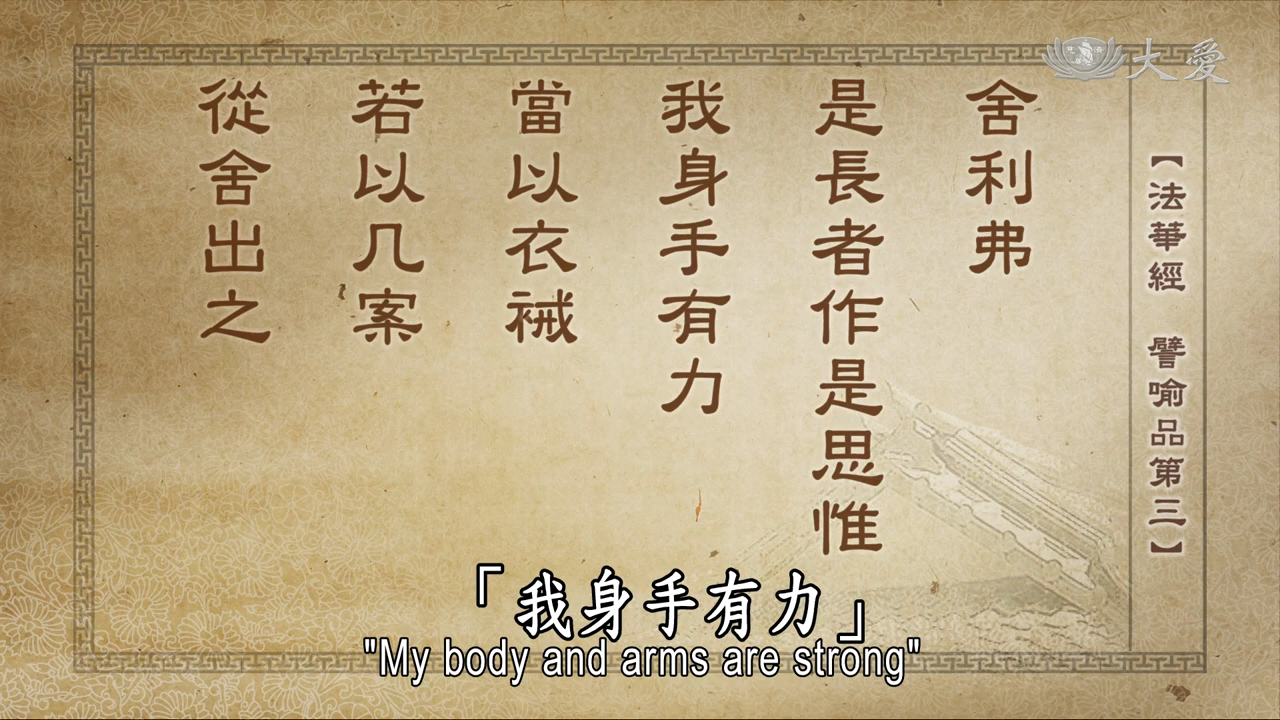 大愛
【法華經 譬喻品第三】
舍利弗
是長者作是思惟
我身手有力
當以衣裓
若以几案
從舍出之
「我身手有力」
"My body and arms are strong"